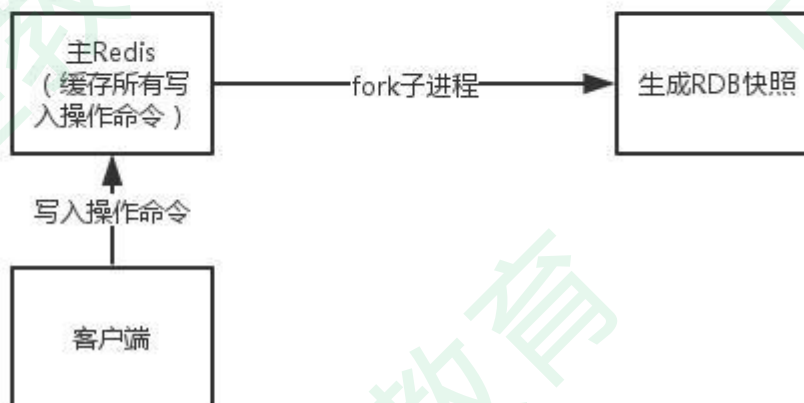 主Redis
（缓存所有写
入操作命令）
fork子进程
生成RDB快照
写入操作命令
客户端
教育